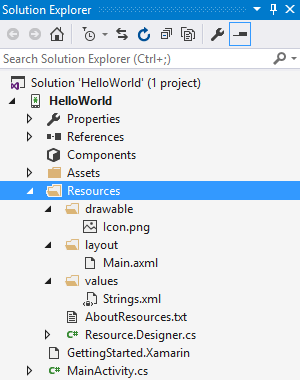 Solution Explorer
Search Solution Explorer (Ctrl+;)
Solution 'HelloWorld' (1 project)
HelloWorld
Properties
References
Components
Assets
Resources
drawable
Icon.png
layout
Main.axml
values
Strings.xml
AboutResources.txt
C# Resource.Designer.cs
GettingStarted.Xamarin
C# MainActivity.cs